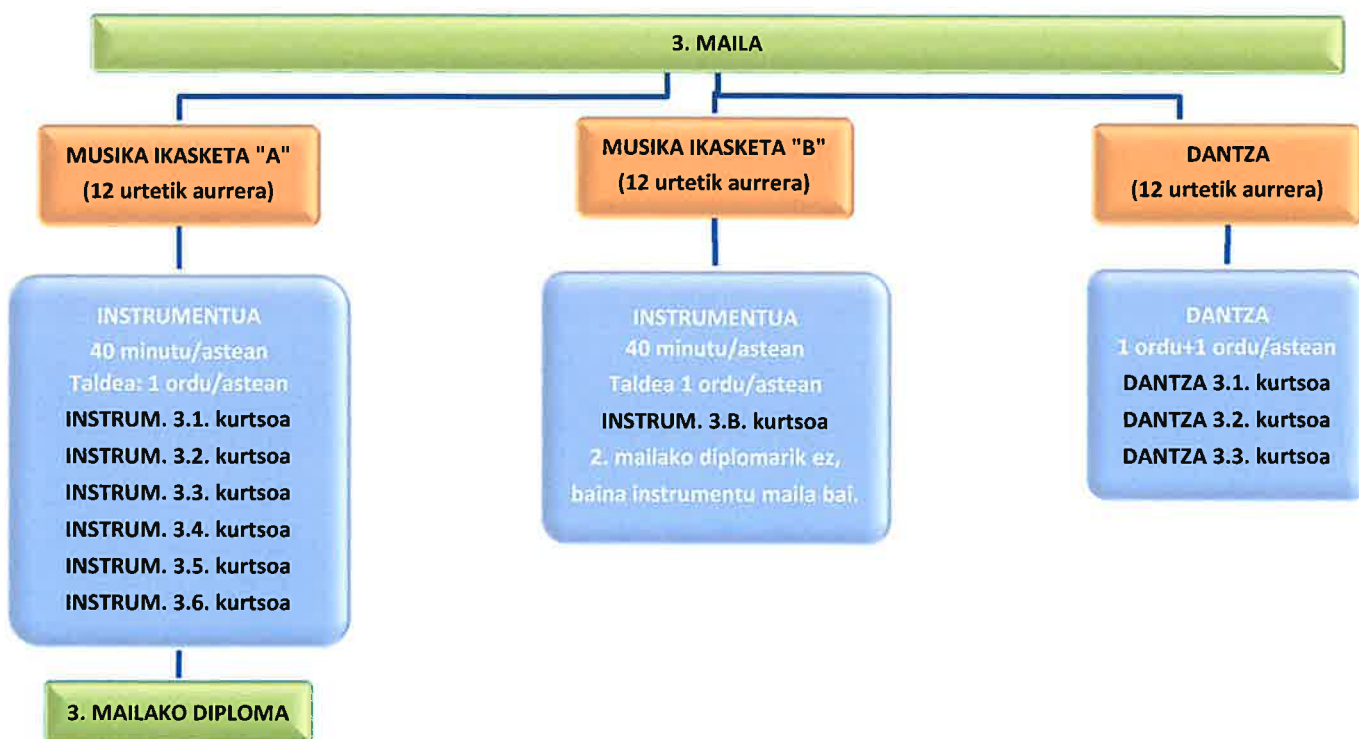 3. MAILA
MUSIKA IKASKETA "A"
(12 urtetik aurrera)
MUSIKA IKASKETA "B"
(12 urtetik aurrera)
DANTZA
(12 urtetik aurrera)
INSTRUMENTUA
40 minutu/astean
Taldea: 1 ordu/astean
INSTRUM. 3.1. kurtsoa
INSTRUM. 3.2. kurtsoa
INSTRUM. 3.3. kurtsoa
INSTRUM. 3.4. kurtsoa
INSTRUM. 3.5. kurtsoa
INSTRUM. 3.6. kurtsoa
INSTRUMENTUA
40 minutu/astean
Taldea 1 ordu/astean
INSTRUM. 3.B. kurtsoa
2. mailako diplomarik ez,
baina instrumentu maila bai.
DANTZA
1 ordu+1 ordu/astean
DANTZA 3.1. kurtsoa
DANTZA 3.2. kurtsoa
DANTZA 3.3. kurtsoa
3. MAILAKO DIPLOMA